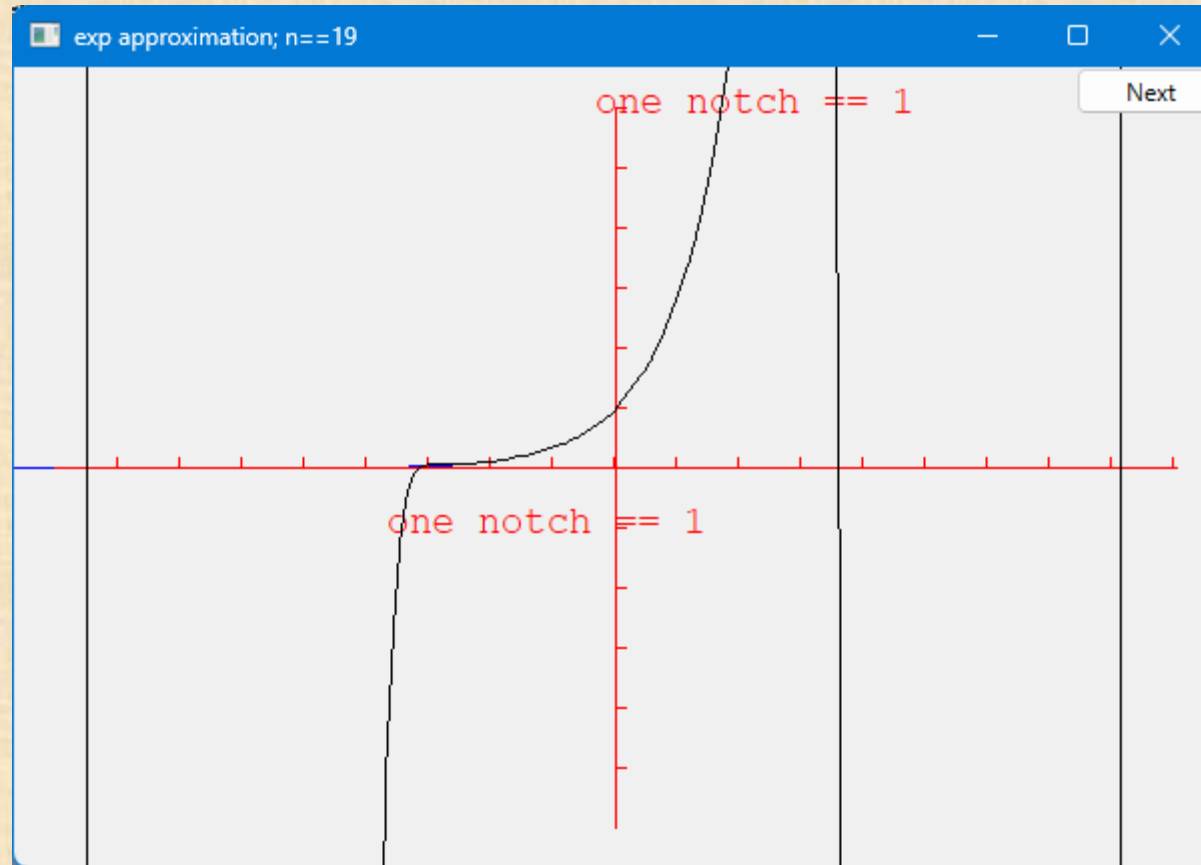 exp approximation; n==19
Next
one notch == 1
one notch == 1